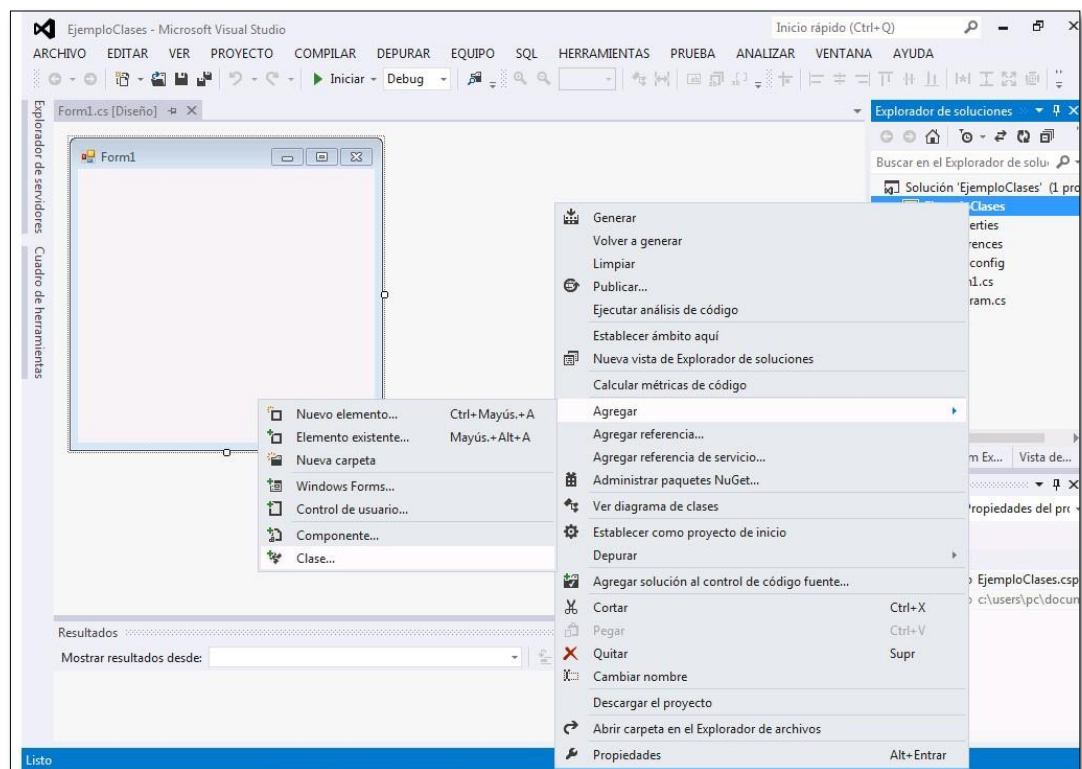 EjemploClases - Microsoft Visual Studio
Inicio rápido (Ctrl+Q)
ARCHIVO EDITAR VER PROYECTO COMPILAR DEPURAR EQUIPO SQL HERRAMIENTAS PRUEBA ANALIZAR VENTANA AYUDA
Iniciar Debug
Explorador de servidores
Cuadro de herramientas
Form1.cs [Diseño]
Form1
Explorador de soluciones
Buscar en el Explorador de solu
Solución 'EjemploClases' (1 pro
Clases
erties
rences
config
m1.cs
ram.cs
Generar
Volver a generar
Limpiar
Publicar...
Ejecutar análisis de código
Establecer ámbito aquí
Nueva vista de Explorador de soluciones
Calcular métricas de código
Agregar
Agregar referencia...
Agregar referencia de servicio...
Administrar paquetes NuGet...
Ver diagrama de clases
Establecer como proyecto de inicio
Depurar
Agregar solución al control de código fuente...
Cortar Ctrl+X
Pegar Ctrl+V
Quitar Supr
Cambiar nombre
Descargar el proyecto
Abrir carpeta en el Explorador de archivos
Propiedades Alt+Entrar
Nuevo elemento... Ctrl+Mayús.+A
Elemento existente... Mayús.+Alt+A
Nueva carpeta
Windows Forms...
Control de usuario...
Componente...
Clase...
m Ex... Vista de...
Propiedades del pro
EjemploClases.csp
c:\users\pc\docum
Resultados
Mostrar resultados desde:
Listo